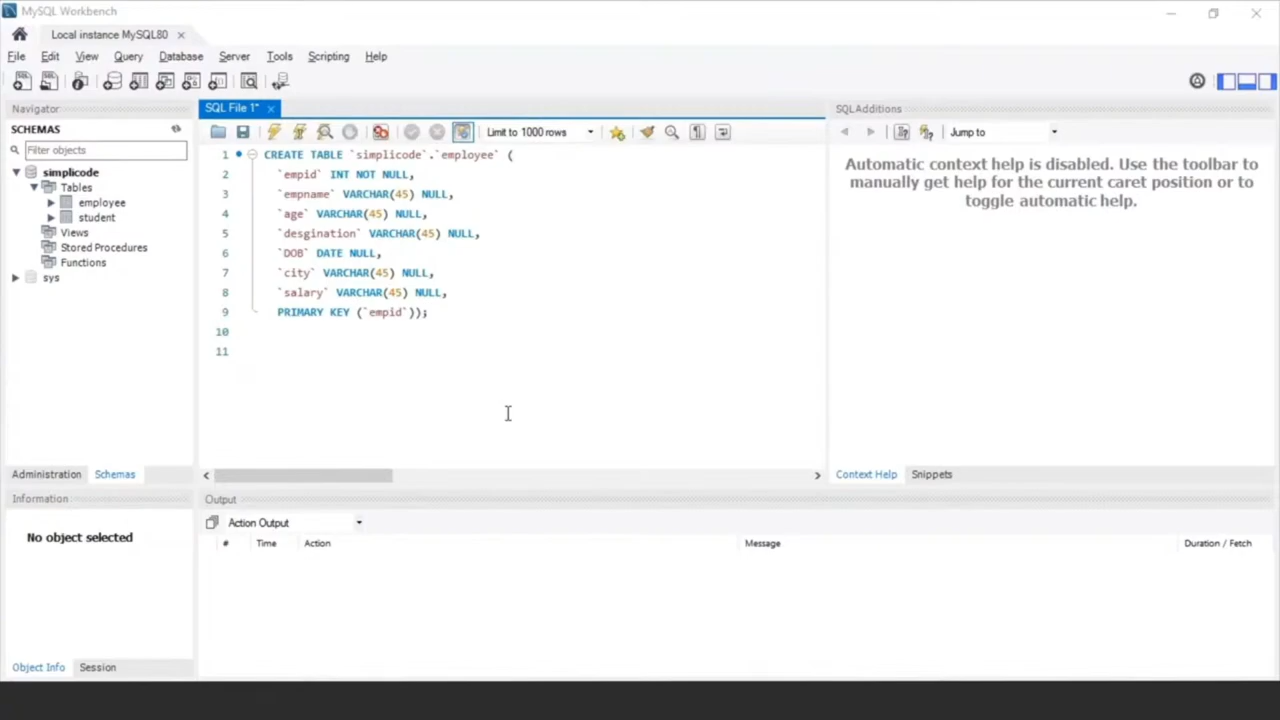 MySQL Workbench
Local instance MySQL80
File Edit View Query Database Server Tools Scripting Help
Navigator
SCHEMAS
Filter objects
simplicode
Tables
employee
student
Views
Stored Procedures
Functions
sys
Administration Schemas
Information
No object selected
Object Info Session
SQL File 1*
Limit to 1000 rows
1 CREATE TABLE `simplicode`.`employee` (
2 `empid` INT NOT NULL,
3 `empname` VARCHAR(45) NULL,
4 `age` VARCHAR(45) NULL,
5 `desgination` VARCHAR(45) NULL,
6 `DOB` DATE NULL,
7 `city` VARCHAR(45) NULL,
8 `salary` VARCHAR(45) NULL,
9 PRIMARY KEY (`empid`));
10
11
SQLAdditions
Jump to
Automatic context help is disabled. Use the toolbar to
manually get help for the current caret position or to
toggle automatic help.
Context Help Snippets
Output
Action Output
# Time Action Message Duration / Fetch